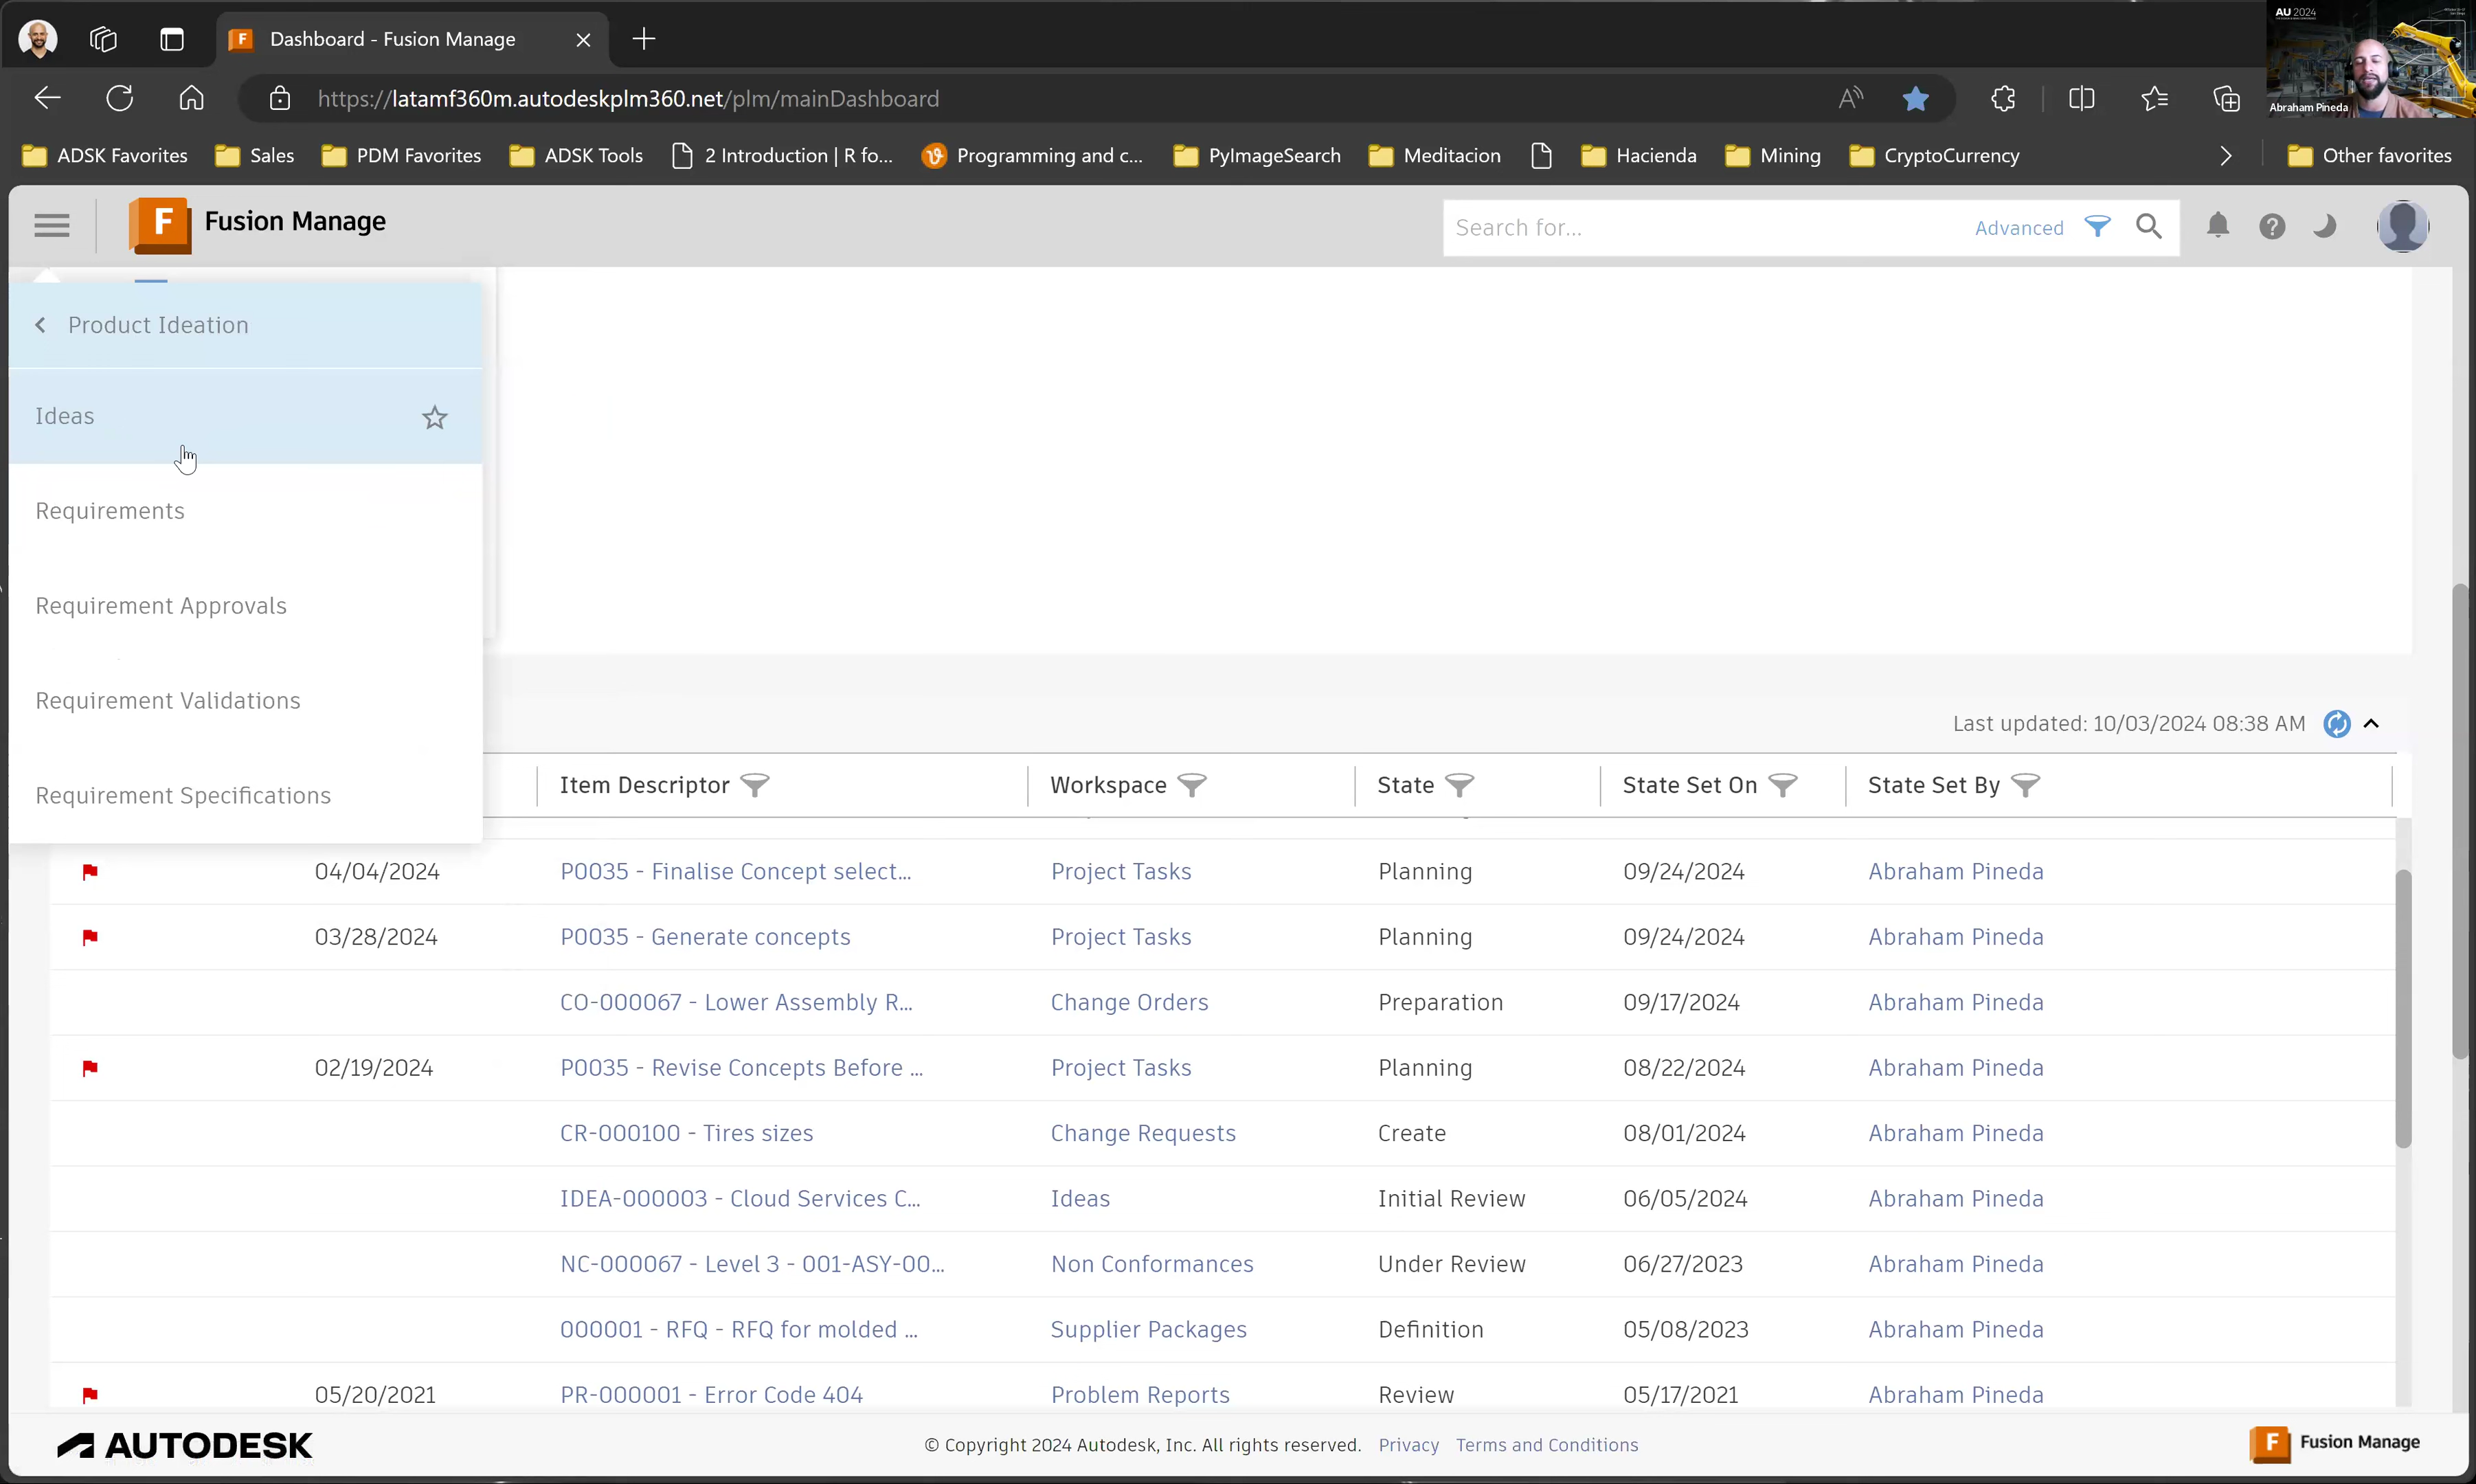 Dashboard - Fusion Manage
AU 2024
https://latamf360m.autodeskplm360.net/plm/mainDashboard
Abraham Pineda
ADSK Favorites
Sales
PDM Favorites
ADSK Tools
2 Introduction | R fo...
Programming and c...
PyImageSearch
Meditacion
Hacienda
Mining
CryptoCurrency
Other favorites
F Fusion Manage
Search for...
Advanced
Product Ideation
Ideas
Requirements
Requirement Approvals
Requirement Validations
Requirement Specifications
Last updated: 10/03/2024 08:38 AM
Item Descriptor Workspace State State Set On State Set By
04/04/2024 P0035 - Finalise Concept select... Project Tasks Planning 09/24/2024 Abraham Pineda
03/28/2024 P0035 - Generate concepts Project Tasks Planning 09/24/2024 Abraham Pineda
CO-000067 - Lower Assembly R... Change Orders Preparation 09/17/2024 Abraham Pineda
02/19/2024 P0035 - Revise Concepts Before ... Project Tasks Planning 08/22/2024 Abraham Pineda
CR-000100 - Tires sizes Change Requests Create 08/01/2024 Abraham Pineda
IDEA-000003 - Cloud Services C... Ideas Initial Review 06/05/2024 Abraham Pineda
NC-000067 - Level 3 - 001-ASY-00... Non Conformances Under Review 06/27/2023 Abraham Pineda
000001 - RFQ - RFQ for molded ... Supplier Packages Definition 05/08/2023 Abraham Pineda
05/20/2021 PR-000001 - Error Code 404 Problem Reports Review 05/17/2021 Abraham Pineda
AUTODESK
© Copyright 2024 Autodesk, Inc. All rights reserved. Privacy Terms and Conditions
F Fusion Manage